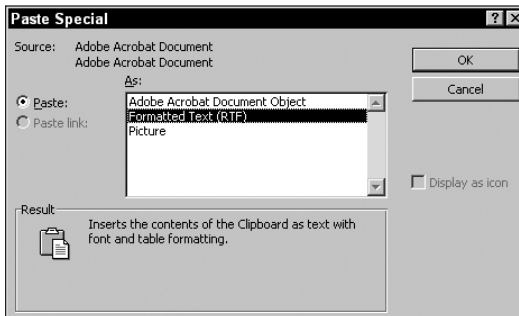 Paste Special
Source: Adobe Acrobat Document
Adobe Acrobat Document
As:
Paste:
Paste link:
Adobe Acrobat Document Object
Formatted Text (RTF)
Picture
OK
Cancel
Display as icon
Result
Inserts the contents of the Clipboard as text with
font and table formatting.